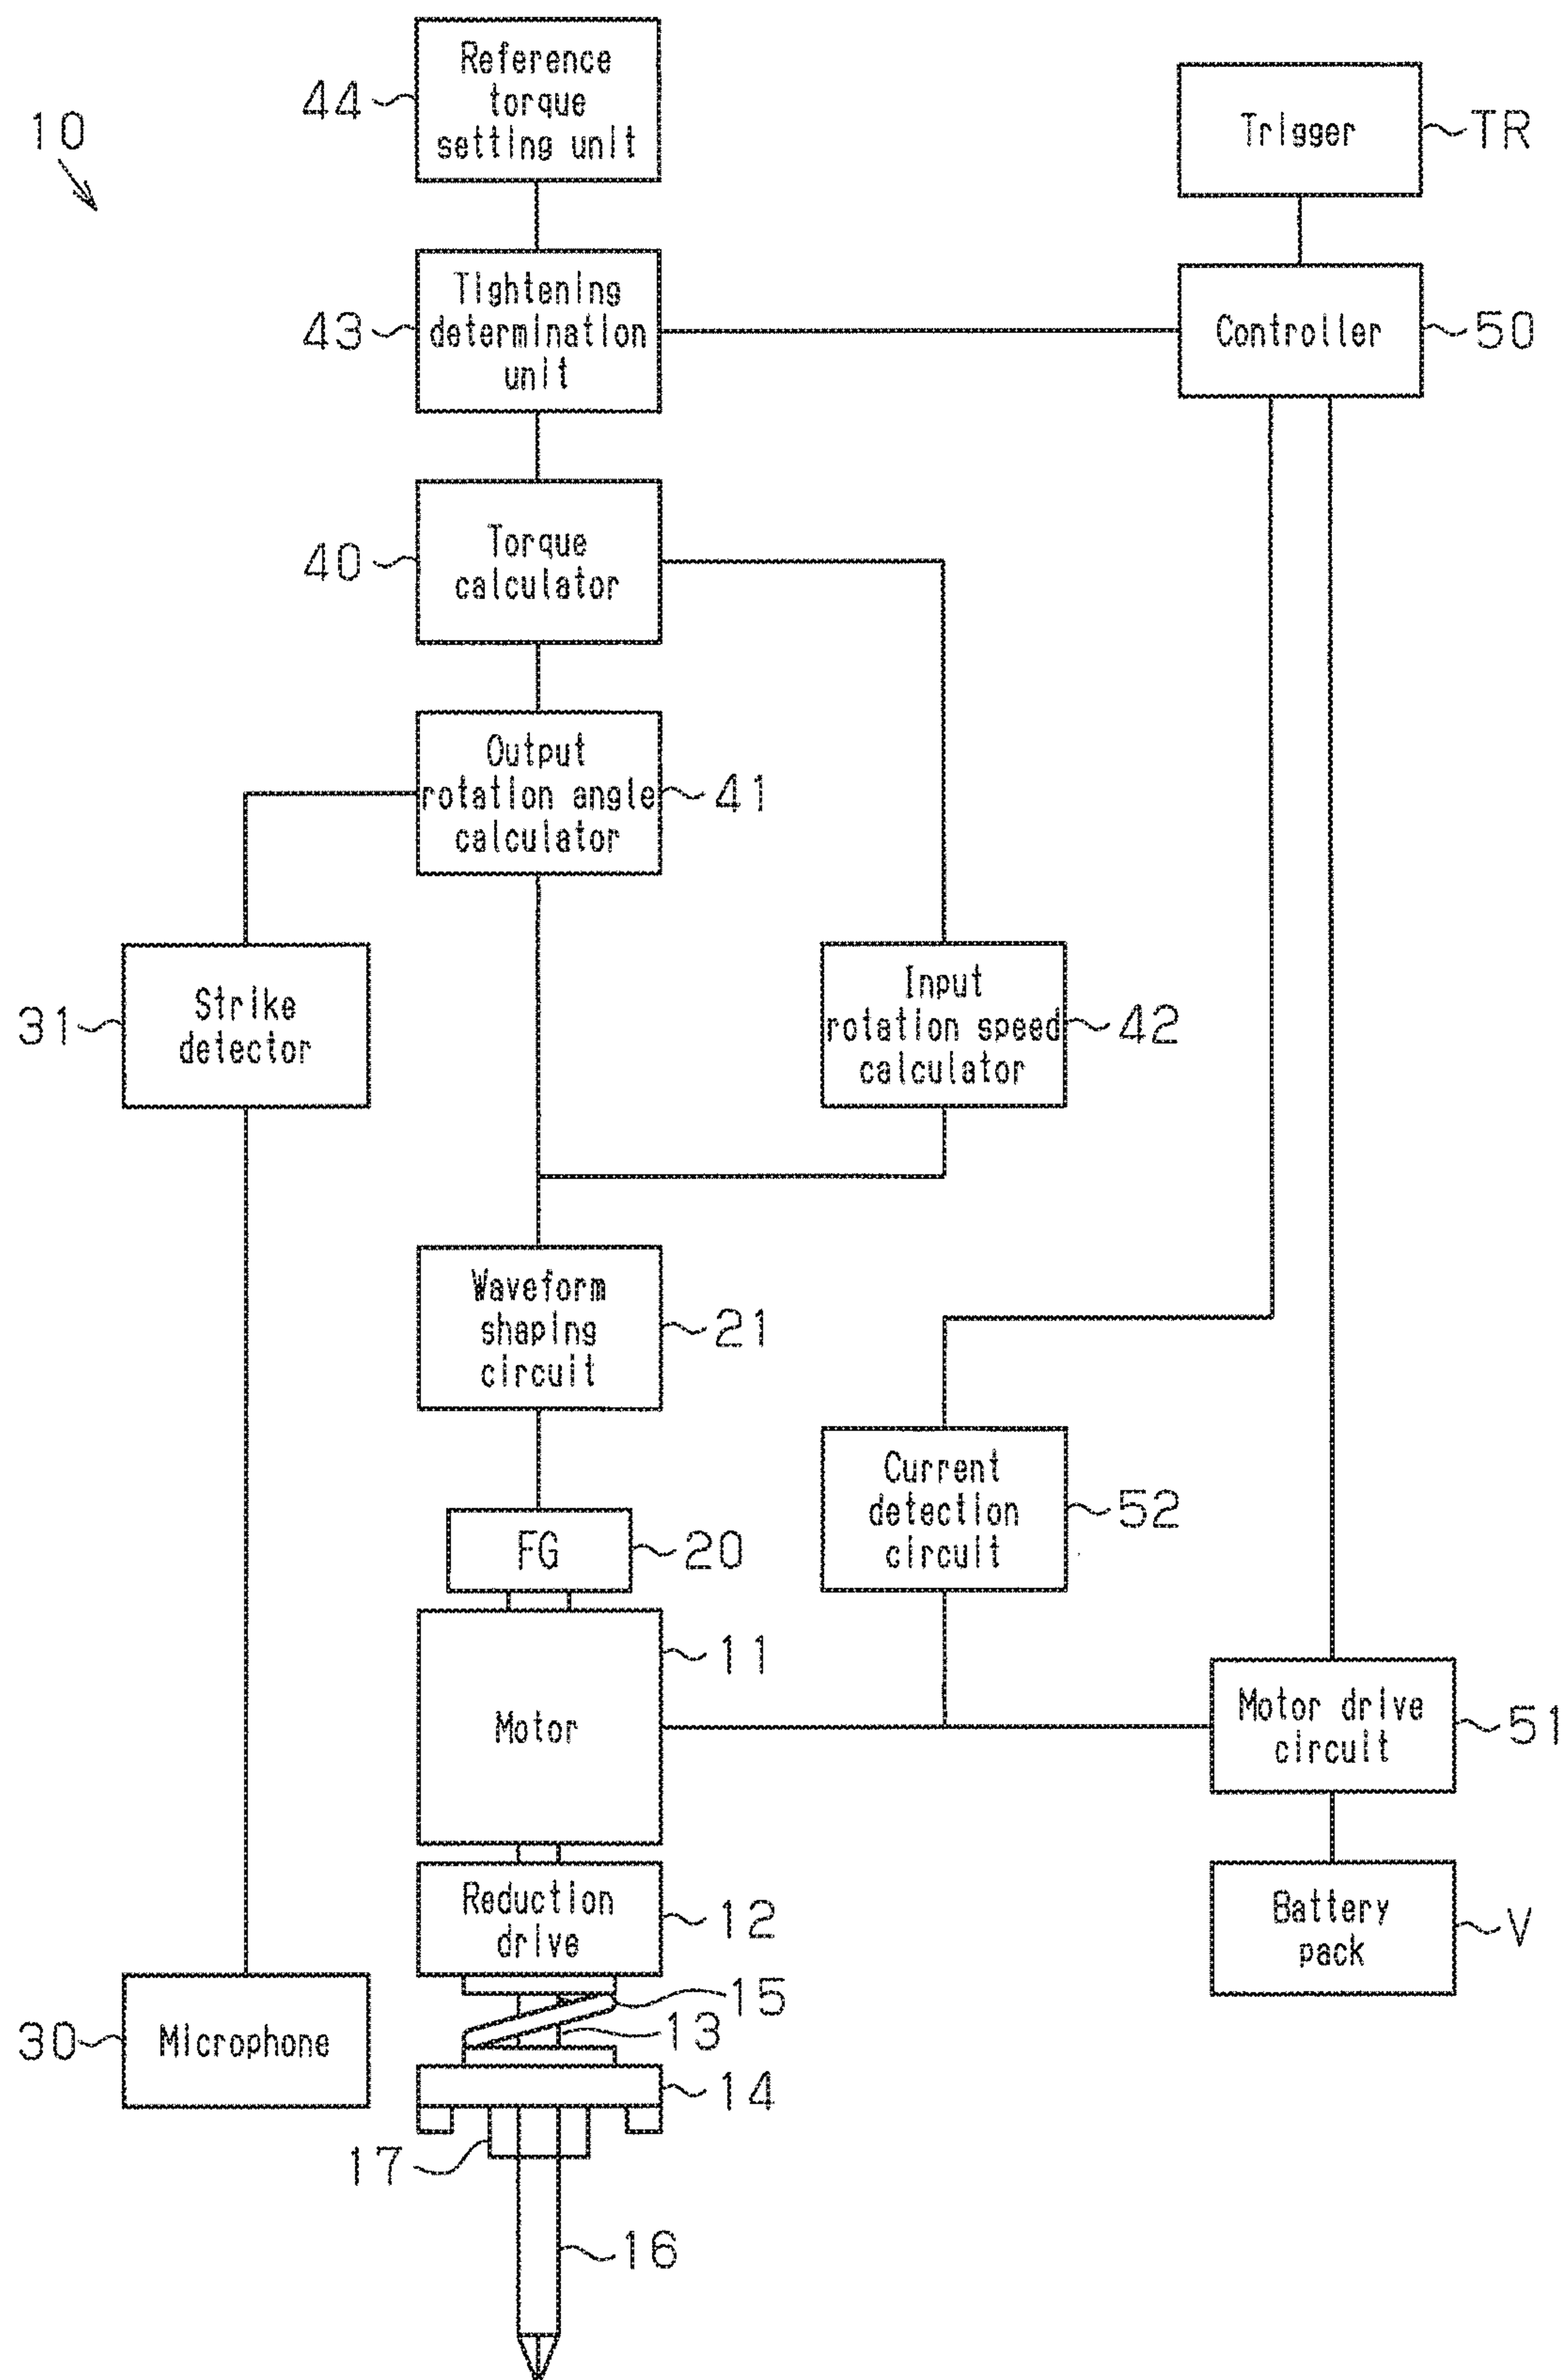 10
44
Reference
torque
setting unit
Trigger
TR
43
Tightening
determination
unit
Controller
50
40
Torque
calculator
Output
rotation angle
calculator
41
31
Strike
detector
Input
rotation speed
calculator
42
Waveform
shaping
circuit
21
Current
detection
circuit
52
FG
20
11
Motor
Motor drive
circuit
51
Reduction
drive
12
Battery
pack
V
15
13
30
Microphone
14
17
16